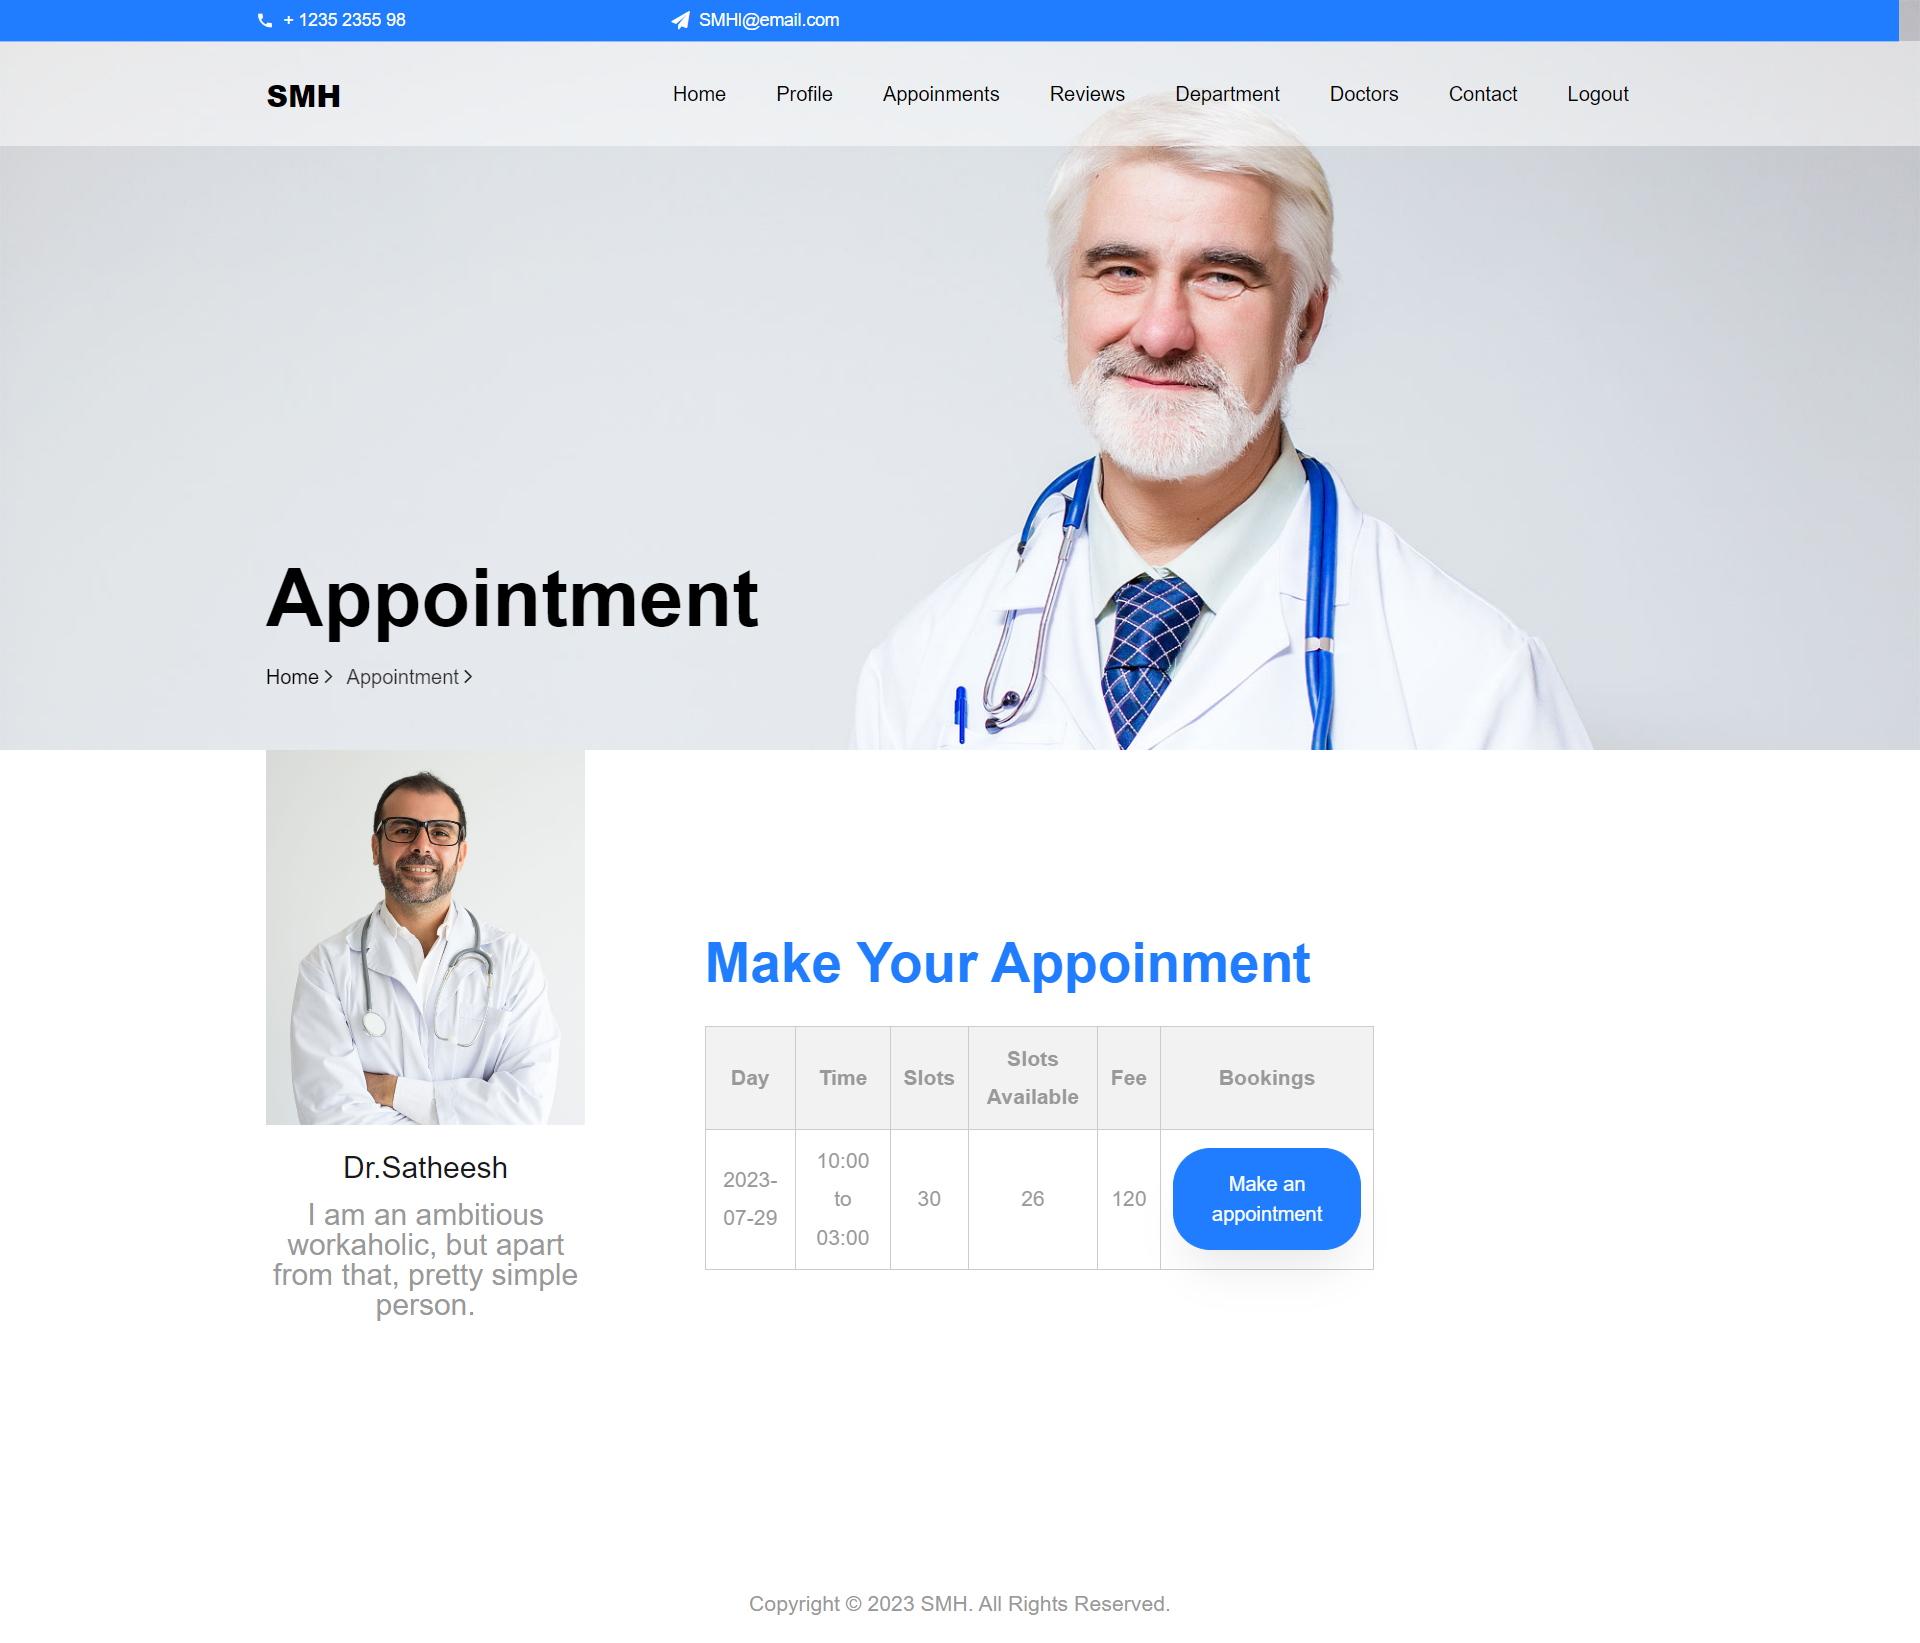 + 1235 2355 98
SMHI@email.com
SMH
Home Profile Appoinments Reviews Department Doctors Contact Logout
Appointment
Home Appointment
Dr.Satheesh
I am an ambitious
workaholic, but apart
from that, pretty simple
person.
Make Your Appoinment
Day Time Slots Slots Available Fee Bookings
2023-07-29 10:00 to 03:00 30 26 120 Make an appointment
Copyright © 2023 SMH. All Rights Reserved.